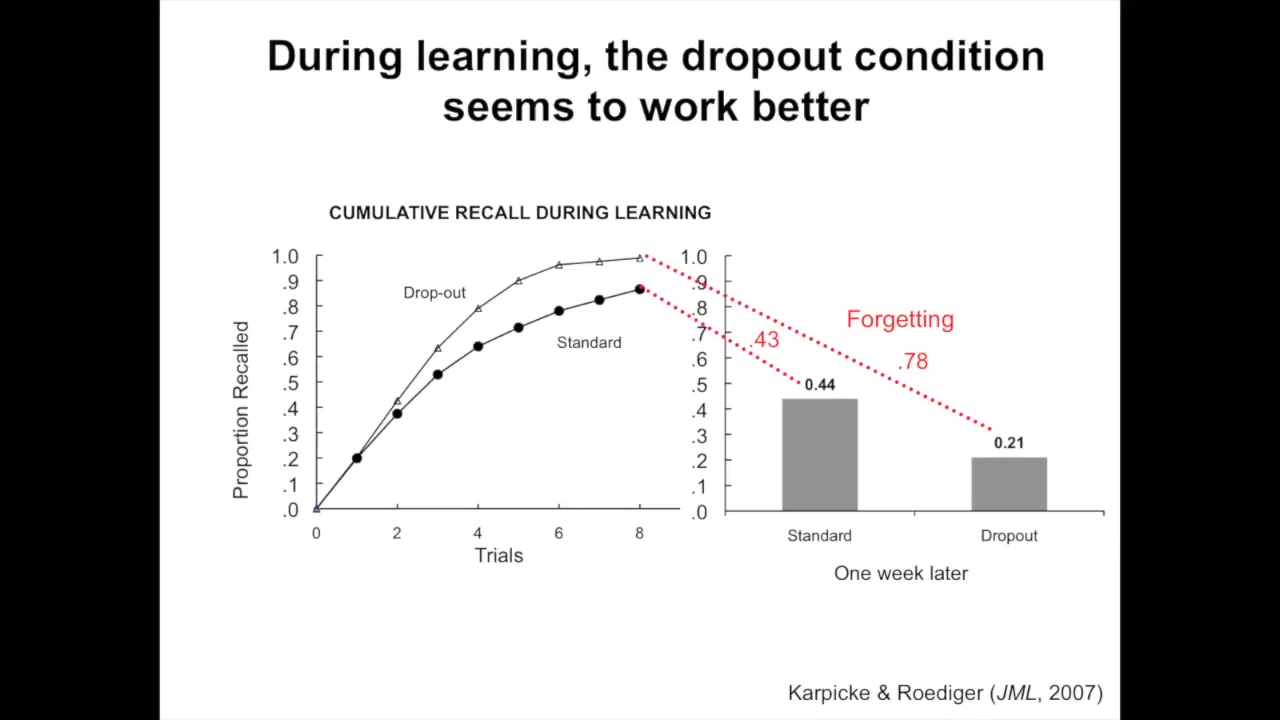 During learning, the dropout condition
seems to work better
CUMULATIVE RECALL DURING LEARNING
Proportion Recalled
1.0
.9
.8
.7
.6
.5
.4
.3
.2
.1
.0
Drop-out
Standard
0
2
4
6
8
Trials
1.0
.9
.8
.7
.6
.5
.4
.3
.2
.1
.0
Forgetting
.43
.78
0.44
0.21
Standard
Dropout
One week later
Karpicke & Roediger (JML, 2007)